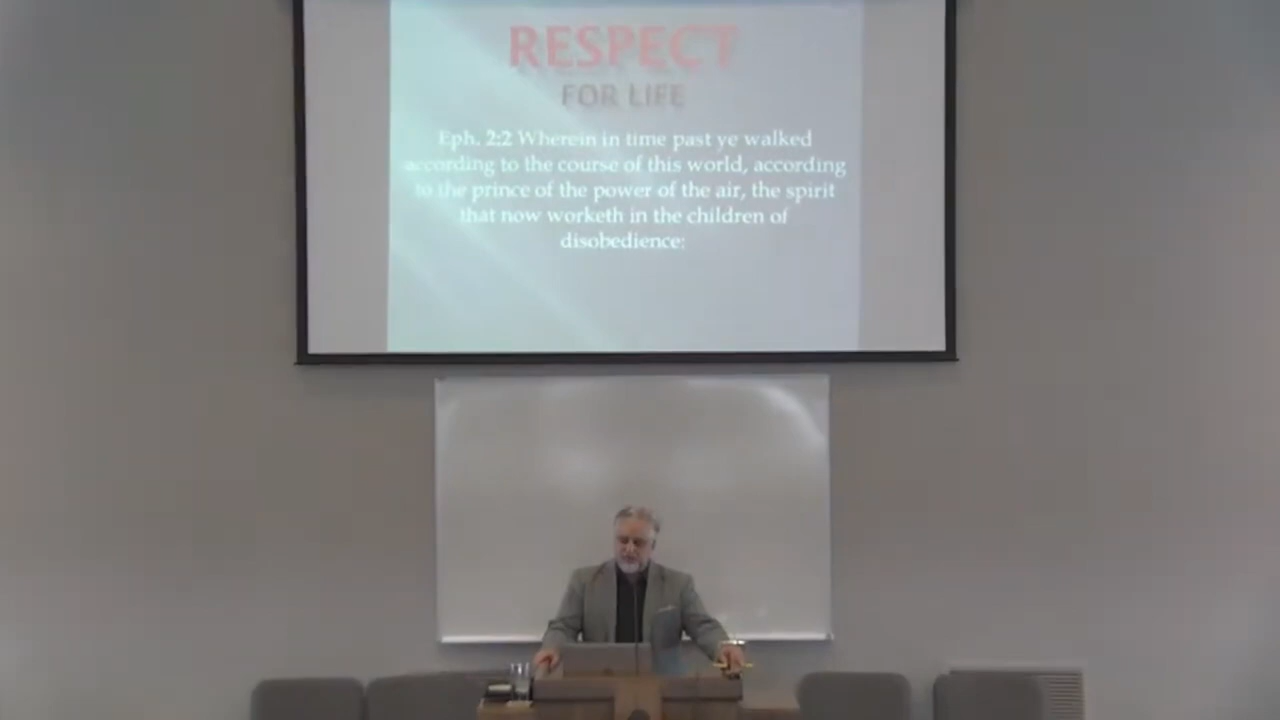 RESPECT
FOR LIFE
Eph. 2:2 Wherein in time past ye walked
according to the course of this world, according
to the prince of the power of the air, the spirit
that now worketh in the children of
disobedience: